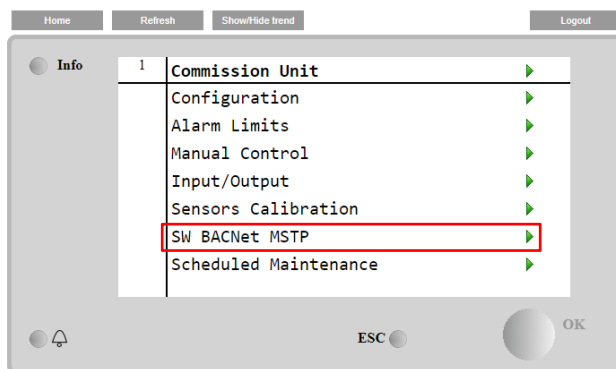 Home Refresh Show/Hide trend Logout
Info 1 Commission Unit
Configuration
Alarm Limits
Manual Control
Input/Output
Sensors Calibration
SW BACNet MSTP
Scheduled Maintenance
ESC OK